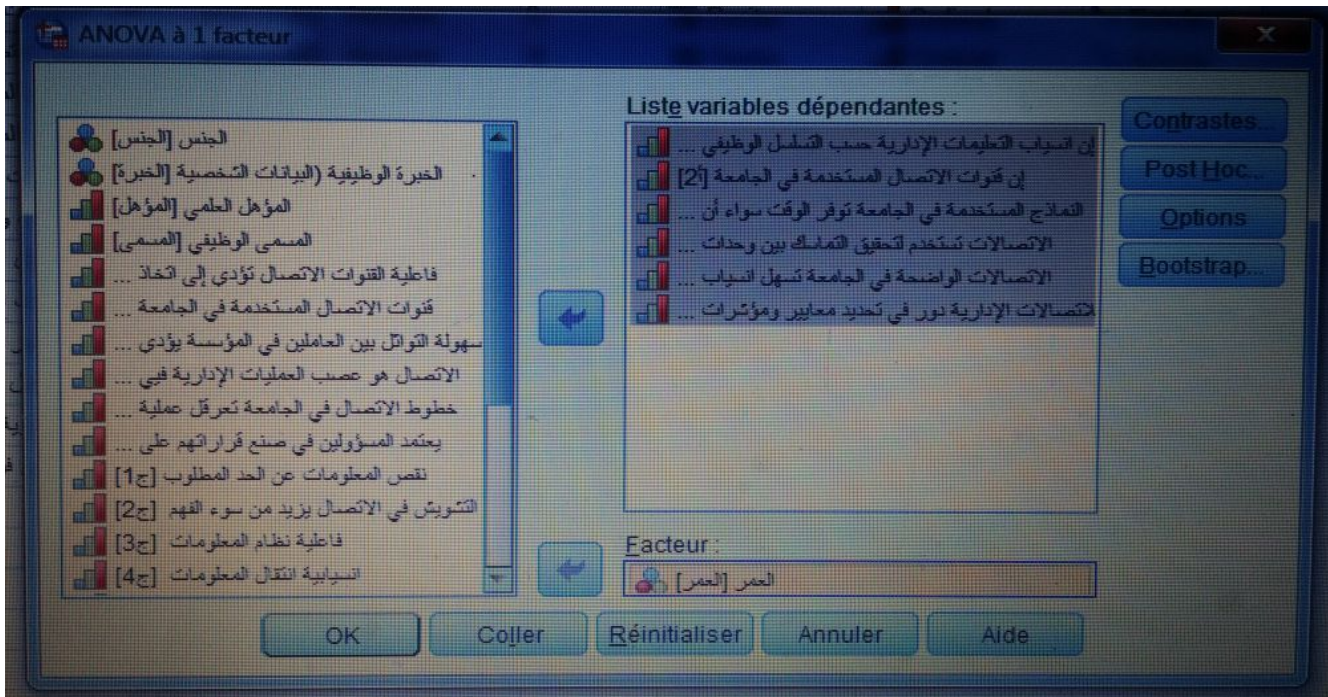 ANOVA à 1 facteur
الجنس [الجنس]
الخبرة الوظيفية (البيانات الشخصية [الخبرة]
المؤهل العلمي [المؤهل]
المسمى الوظيفي [المسمى]
فاعلية القنوات الاتصال تؤدي إلى اتخاذ ...
قنوات الاتصال المستخدمة في الجامعة ...
سهولة التواثل بين العاملين في المؤسسة يؤدي ...
الاتصال هو عصب العمليات الإدارية فيي ...
خطوط الاتصال في الجامعة تعرقل عملية ...
يعتمد المسؤولين في صنع قراراتهم على ...
نقص المعلومات عن الحد المطلوب [ج1]
التشويش في الاتصال يزيد من سوء الفهم [ج2]
فاعلية نظام المعلومات [ج3]
انسيابية انتقال المعلومات [ج4]
Liste variables dépendantes :
إن انسياب التعليمات الإدارية حسب التسلسل الوظيفي ...
إن قنوات الاتصال المستخدمة في الجامعة [أ2]
النماذج المستخدمة في الجامعة توفر الوقت سواء أن ...
الاتصالات تستخدم لتحقيق التماسك بين وحدات ...
الاتصالات الواضحة في الجامعة تسهل انسياب ...
لاتصالات الإدارية دور في تحديد معايير ومؤشرات ...
Facteur :
العمر [العمر]
Contrastes...
Post Hoc...
Options
Bootstrap...
OK Coller Réinitialiser Annuler Aide